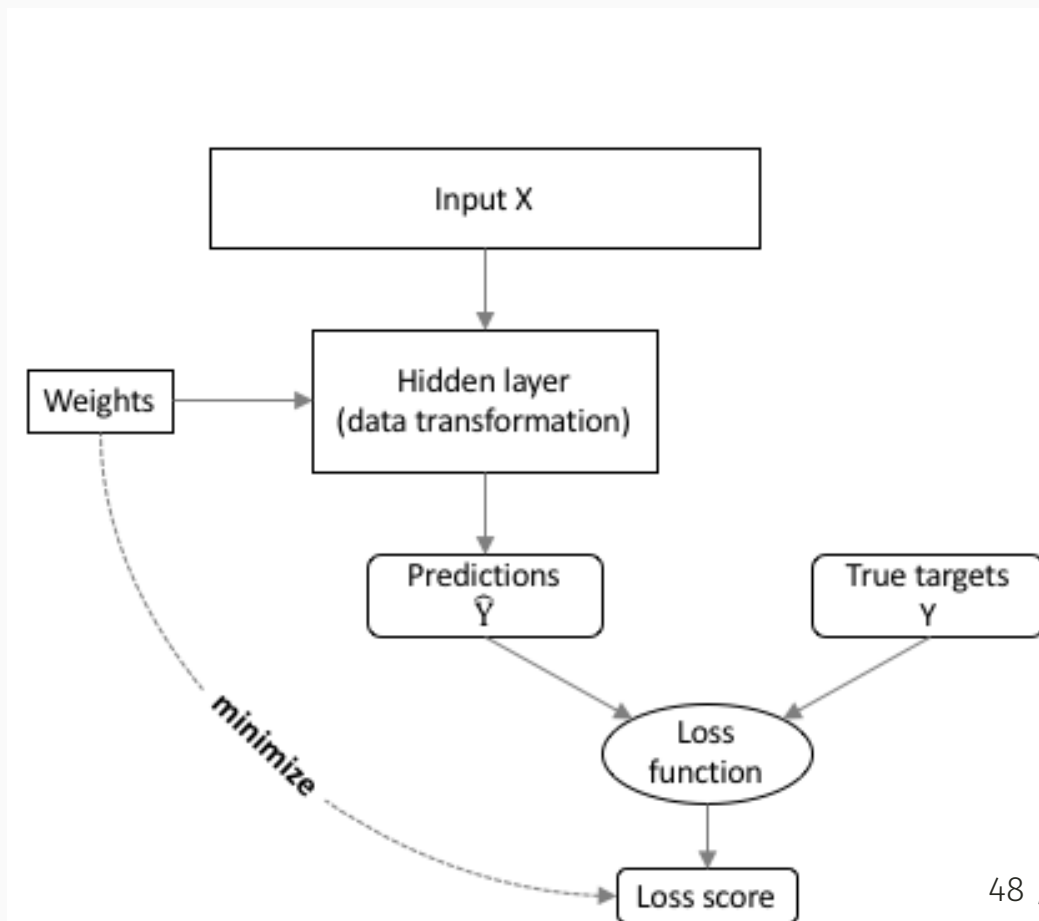 Input X
Hidden layer
(data transformation)
Weights
Predictions
Ŷ
True targets
Y
minimize
Loss
function
Loss score
48